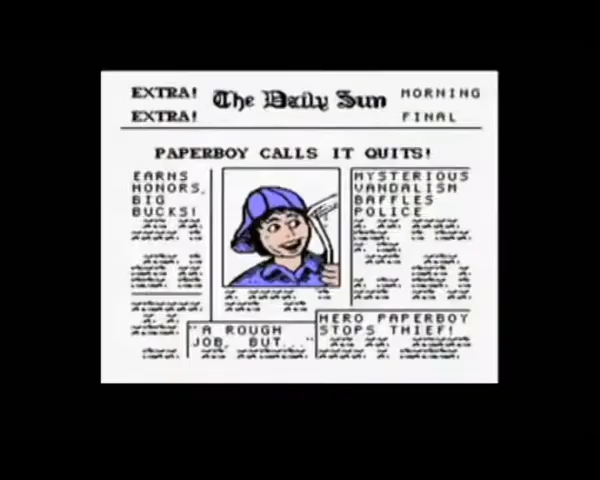 EXTRA! The Daily Sun MORNING
EXTRA! FINAL
PAPERBOY CALLS IT QUITS!
EARNS
HONORS,
BIG
BUCKS!
MYSTERIOUS
VANDALISM
BAFFLES
POLICE
"A ROUGH
JOB, BUT..."
HERO PAPERBOY
STOPS THIEF!